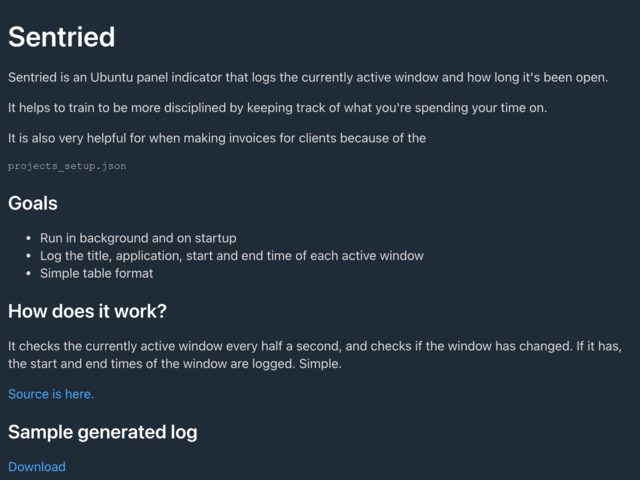 Sentried
Sentried is an Ubuntu panel indicator that logs the currently active window and how long it's been open.
It helps to train to be more disciplined by keeping track of what you're spending your time on.
It is also very helpful for when making invoices for clients because of the
projects_setup.json
Goals
• Run in background and on startup
• Log the title, application, start and end time of each active window
• Simple table format
How does it work?
It checks the currently active window every half a second, and checks if the window has changed. If it has,
the start and end times of the window are logged. Simple.
Source is here.
Sample generated log
Download